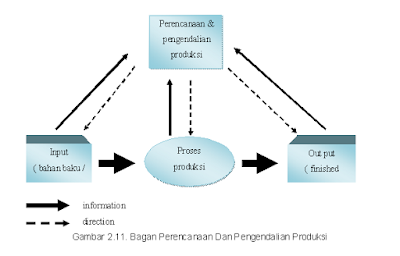 Perencanaan &
pengendalian
produksi
Input
( bahan baku /
Proses
produksi
Out put
( finished
information
direction
Gambar 2.11. Bagan Perencanaan Dan Pengendalian Produksi